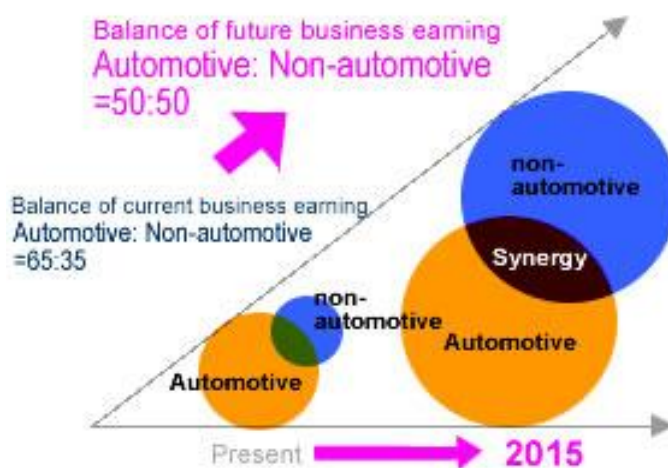 Balance of future business earning
Automotive: Non-automotive
=50:50
Balance of current business earning
Automotive: Non-automotive
=65:35
non-
automotive
Synergy
Automotive
non-
automotive
Automotive
Present
2015